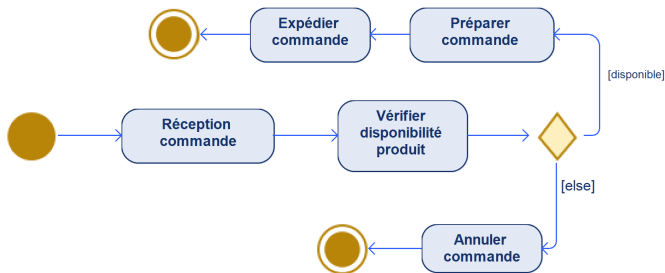 Expédier
commande
Préparer
commande
[disponible]
Réception
commande
Vérifier
disponibilité
produit
[else]
Annuler
commande